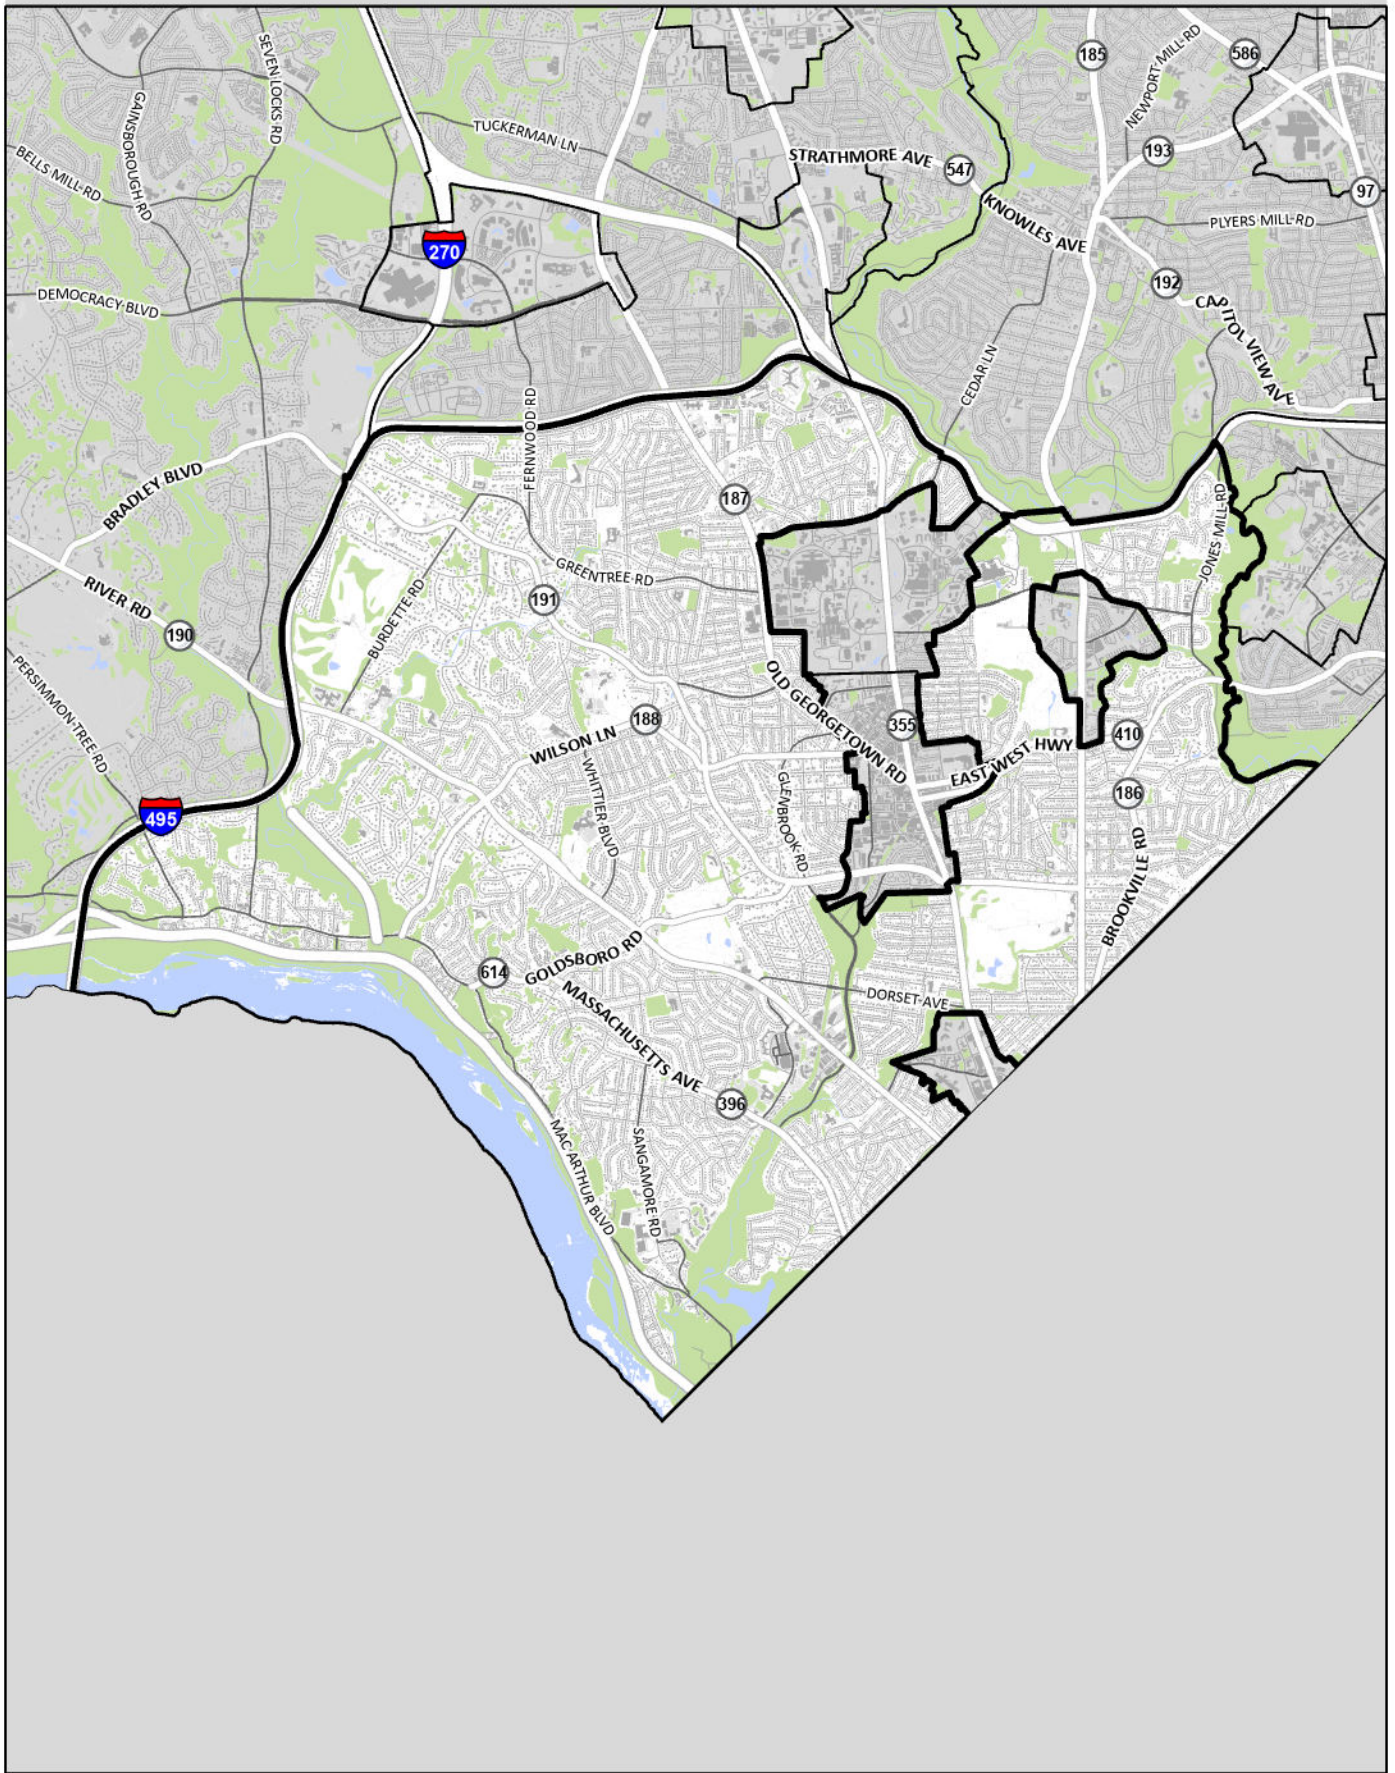 SEVEN LOCKS RD
GAINSBOROUGH RD
BELLS MILL RD
TUCKERMAN LN
STRATHMORE AVE
547
KNOWLES AVE
185
NEWPORT MILL RD
586
193
97
PLYERS MILL RD
270
192
CAPITOL VIEW AVE
DEMOCRACY BLVD
CEDAR LN
FERNWOOD RD
BRADLEY BLVD
187
JONES MILL RD
RIVER RD
190
GREENTREE RD
191
BURDETTE RD
PERSIMMON TREE RD
OLD GEORGETOWN RD
188
WILSON LN
WHITTIER BLVD
355
EAST WEST HWY
410
GLENBROOK RD
186
495
BROOKVILLE RD
614
GOLDSBORO RD
MASSACHUSETTS AVE
DORSET AVE
396
MAC ARTHUR BLVD
SANGAMORE RD